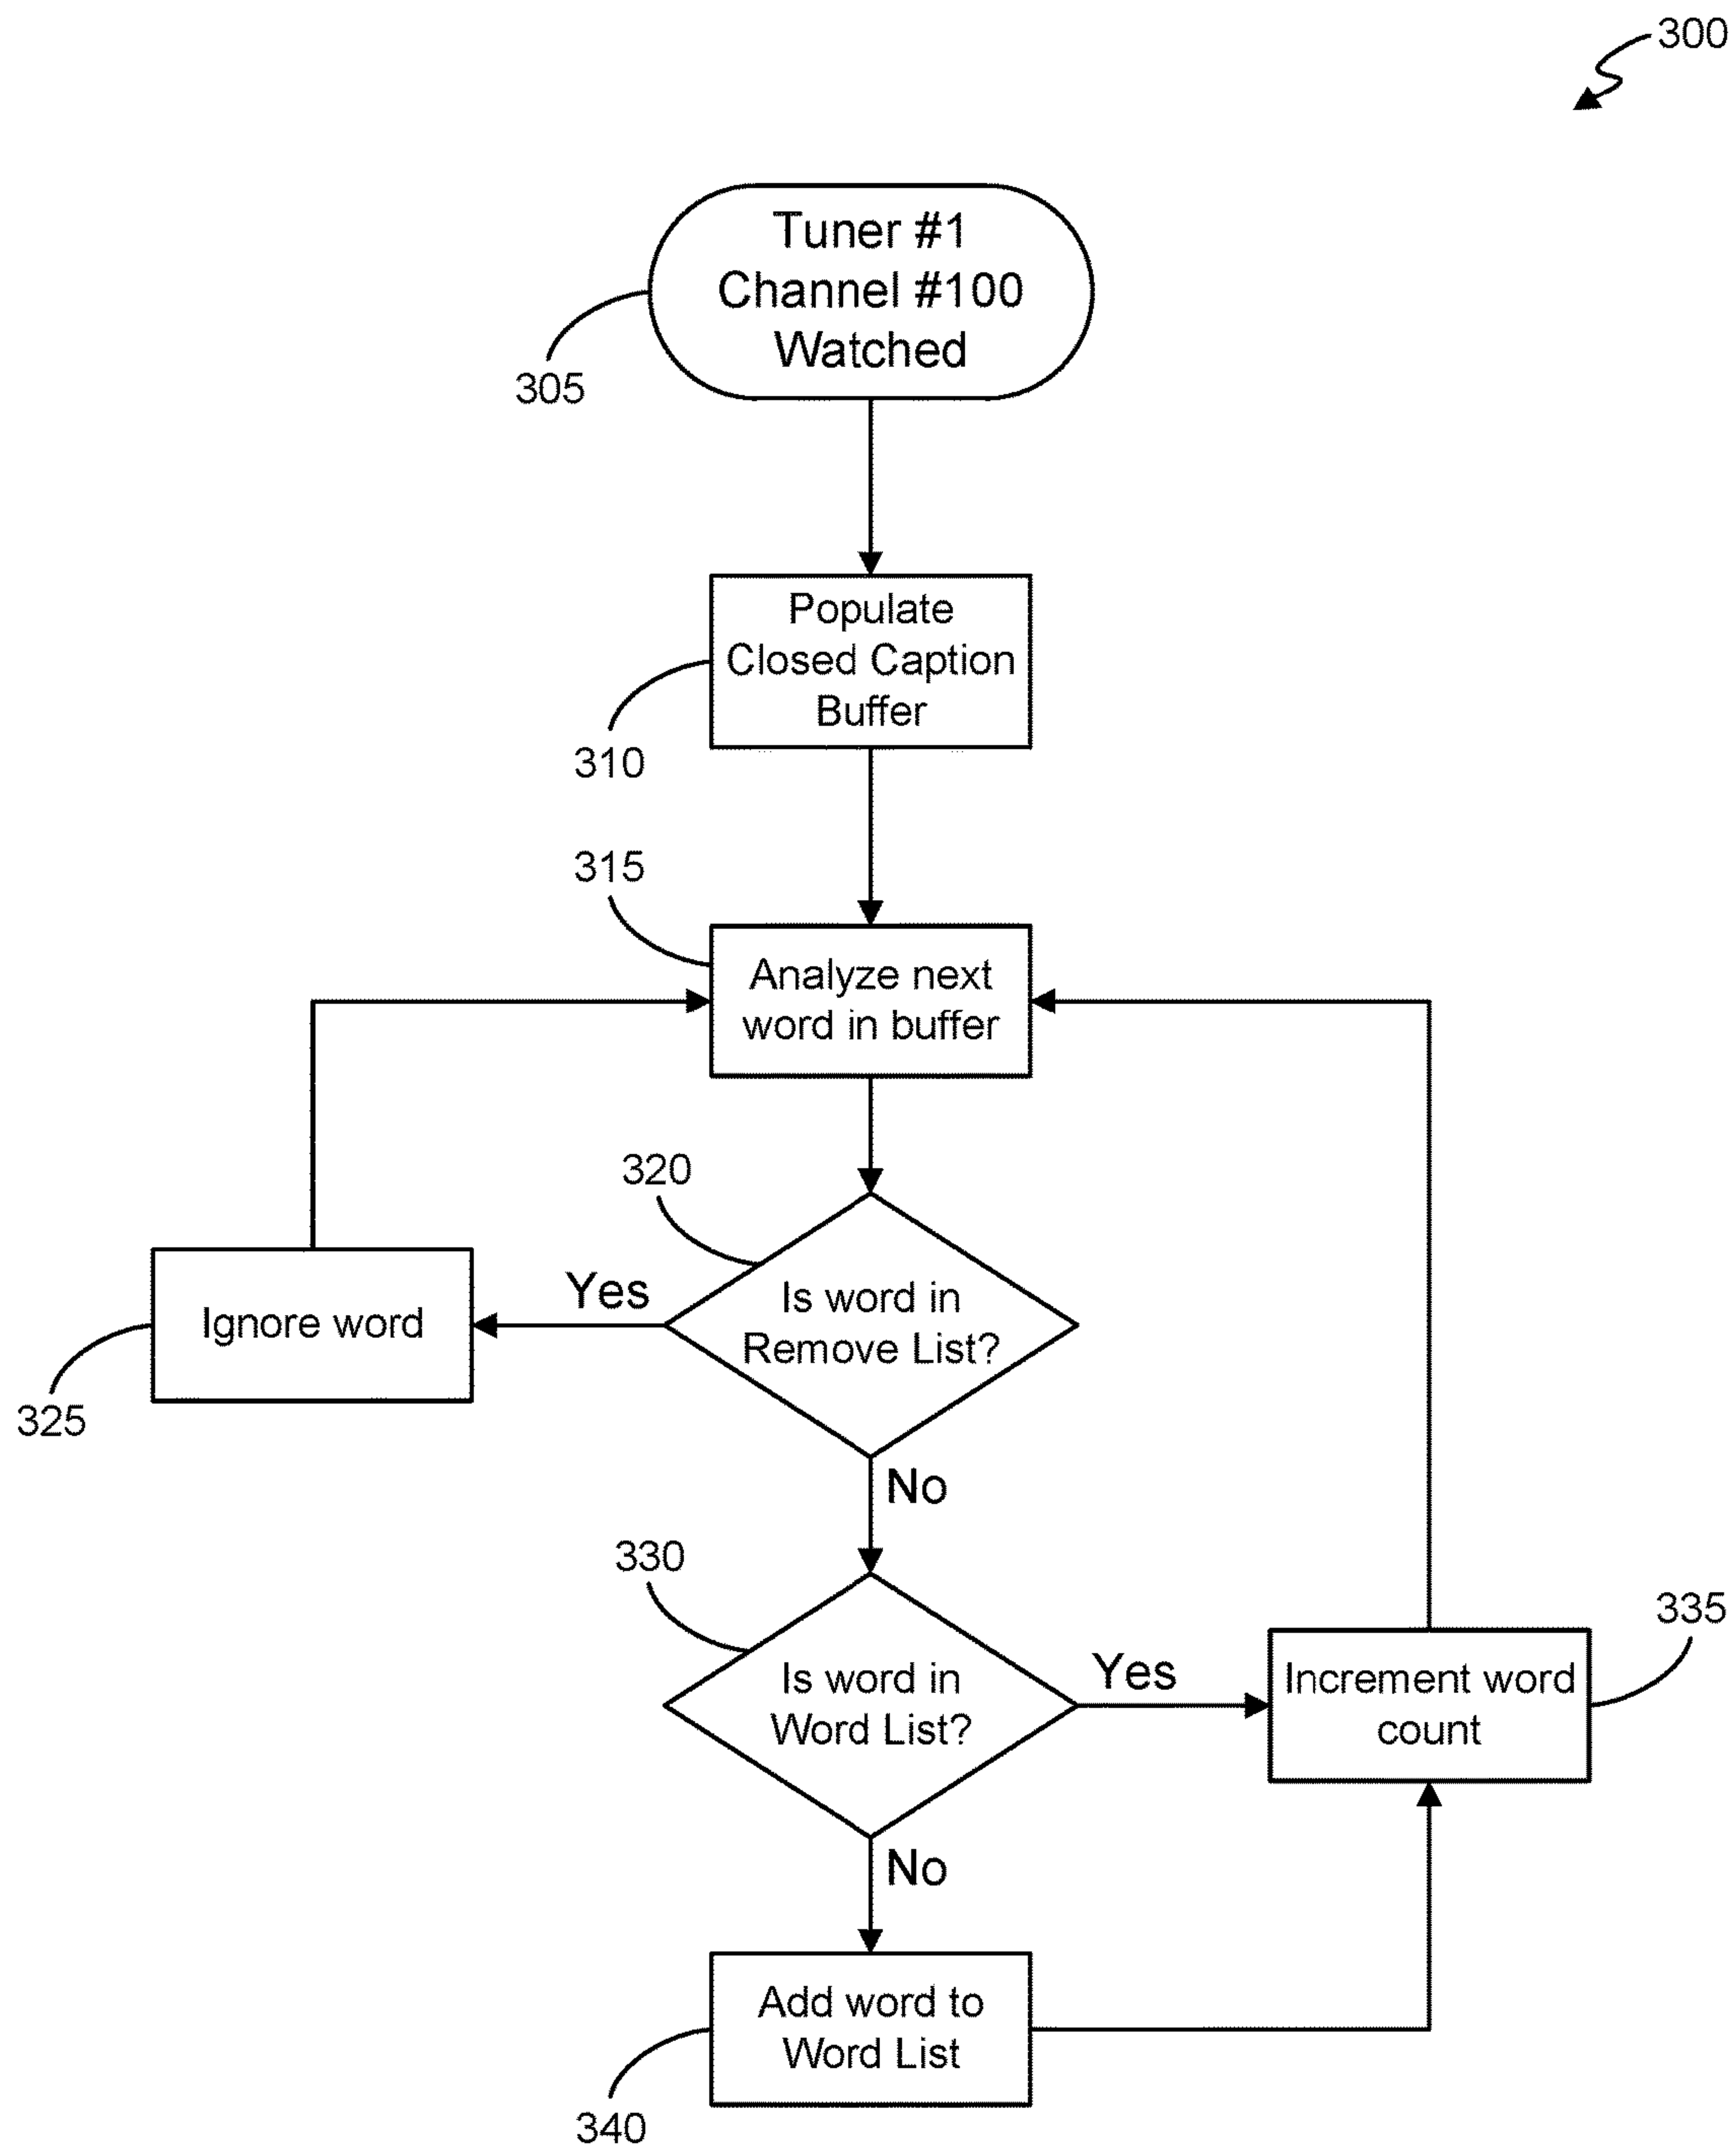 300
Tuner #1
Channel #100
Watched
305
Populate
Closed Caption
Buffer
310
315
Analyze next
word in buffer
320
Yes
Is word in
Remove List?
Ignore word
325
No
330
335
Is word in
Word List?
Yes
Increment word
count
No
Add word to
Word List
340